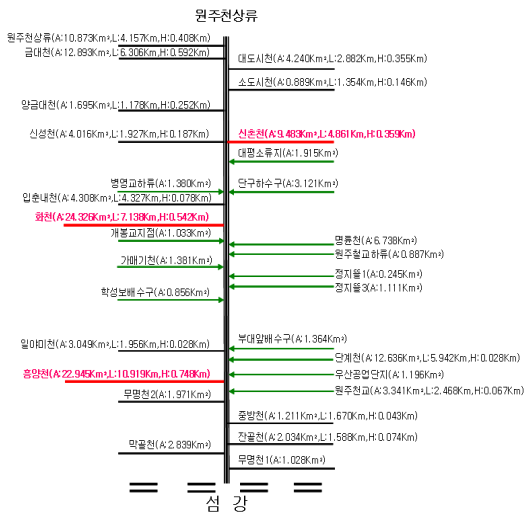 원주천상류
원주천상류(A:10.873Km²,L:4.157Km,H:0.408Km)
금대천(A:12.893Km²,L:6.306Km,H:0.592Km)
대도시천(A:4.240Km²,L:2.882Km,H:0.355Km)
소도시천(A:0.889Km²,L:1.354Km,H:0.146Km)
양금대천(A:1.695Km²,L:1.178Km,H:0.252Km)
신성천(A:4.016Km²,L:1.927Km,H:0.187Km)
신촌천(A:9.483Km²,L:4.861Km,H:0.359Km)
대평소류지(A:1.915Km²)
병영교하류(A:1.380Km²)
단구하수구(A:3.121Km²)
입춘내천(A:4.308Km²,L:4.327Km,H:0.078Km)
화천(A:24.326Km²,L:7.138Km,H:0.542Km)
개봉교지점(A:1.033Km²)
명륜천(A:6.738Km²)
원주철교하류(A:0.887Km²)
가매기천(A:1.381Km²)
정지뜰1(A:0.245Km²)
정지뜰3(A:1.111Km²)
학성보배수구(A:0.856Km²)
부대앞배수구(A:1.364Km²)
일야미천(A:3.049Km²,L:1.956Km,H:0.028Km)
단계천(A:12.636Km²,L:5.942Km,H:0.028Km)
흥양천(A:22.945Km²,L:10.919Km,H:0.748Km)
우산공업단지(A:1.196Km²)
무명천2(A:1.971Km²)
원주천교(A:3.341Km²,L:2.468Km,H:0.067Km)
중방천(A:1.211Km²,L:1.670Km,H:0.043Km)
잔골천(A:2.034Km²,L:1.588Km,H:0.074Km)
막골천(A:2.839Km²)
무명천1(A:1.028Km²)
섬 강